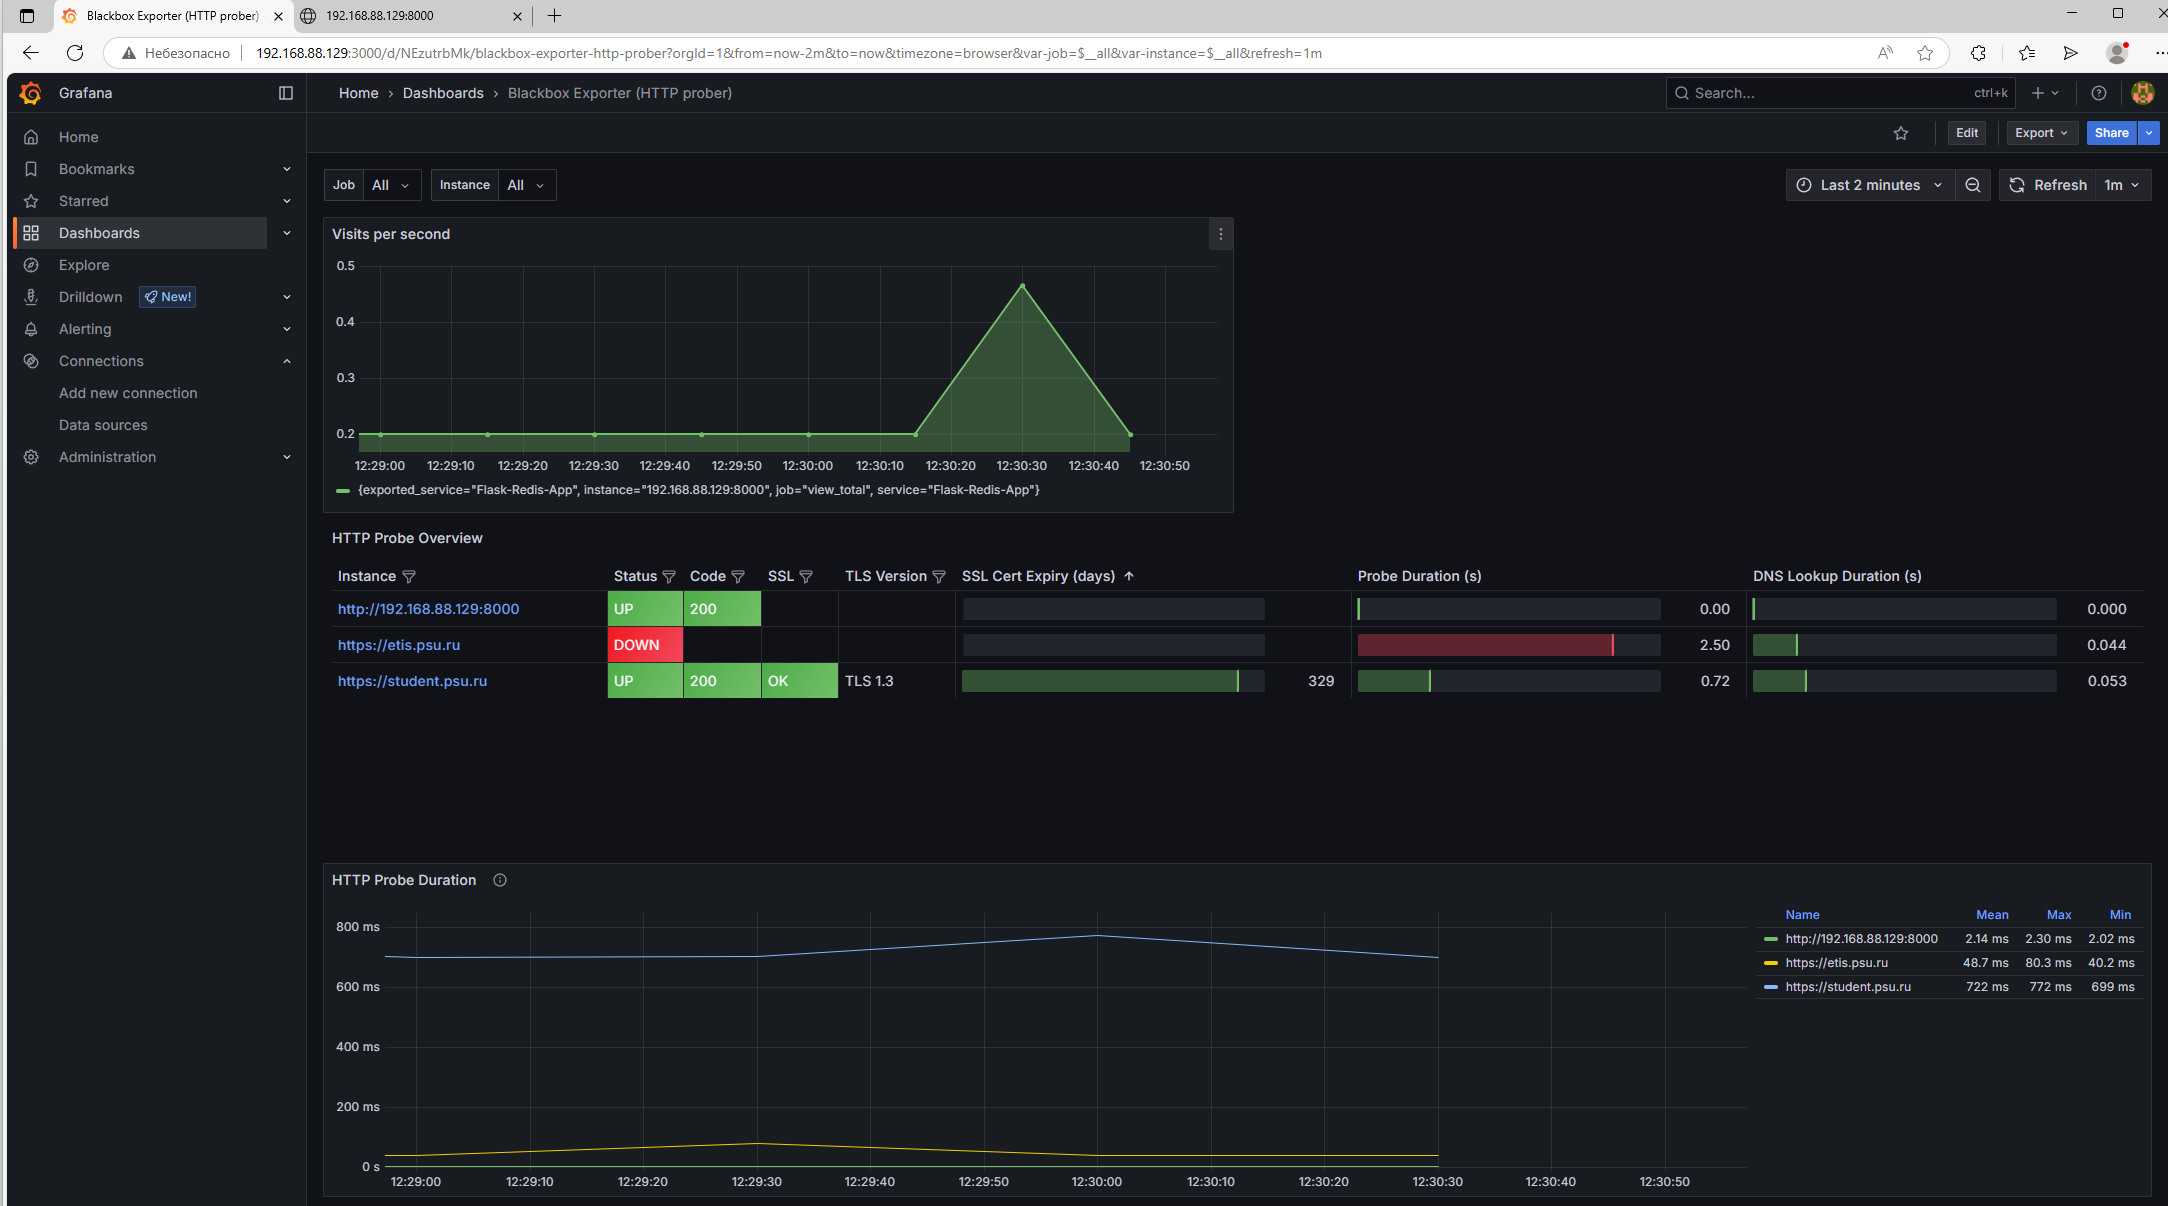 Blackbox Exporter (HTTP prober)
192.168.88.129:8000
Небезопасно
192.168.88.129:3000/d/NEzutrbMk/blackbox-exporter-http-prober?orgId=1&from=now-2m&to=now&timezone=browser&var-job=$__all&var-instance=$__all&refresh=1m
Grafana
Home › Dashboards › Blackbox Exporter (HTTP prober)
Search... ctrl+k
Edit Export Share
Home
Bookmarks
Starred
Dashboards
Explore
Drilldown New!
Alerting
Connections
Add new connection
Data sources
Administration
Job All Instance All
Last 2 minutes Refresh 1m
Visits per second
0.5
0.4
0.3
0.2
12:29:00 12:29:10 12:29:20 12:29:30 12:29:40 12:29:50 12:30:00 12:30:10 12:30:20 12:30:30 12:30:40 12:30:50
{exported_service="Flask-Redis-App", instance="192.168.88.129:8000", job="view_total", service="Flask-Redis-App"}
HTTP Probe Overview
Instance Status Code SSL TLS Version SSL Cert Expiry (days) Probe Duration (s) DNS Lookup Duration (s)
http://192.168.88.129:8000 UP 200 0.00 0.000
https://etis.psu.ru DOWN 2.50 0.044
https://student.psu.ru UP 200 OK TLS 1.3 329 0.72 0.053
HTTP Probe Duration
800 ms
600 ms
400 ms
200 ms
0 s
12:29:00 12:29:10 12:29:20 12:29:30 12:29:40 12:29:50 12:30:00 12:30:10 12:30:20 12:30:30 12:30:40 12:30:50
Name Mean Max Min
http://192.168.88.129:8000 2.14 ms 2.30 ms 2.02 ms
https://etis.psu.ru 48.7 ms 80.3 ms 40.2 ms
https://student.psu.ru 722 ms 772 ms 699 ms